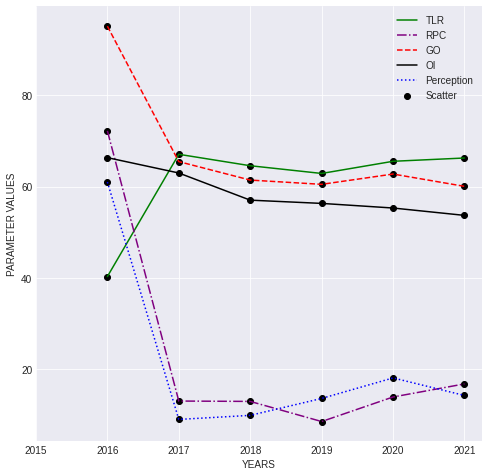 TLR
RPC
GO
OI
Perception
Scatter
80
60
40
20
PARAMETER VALUES
2015 2016 2017 2018 2019 2020 2021
YEARS